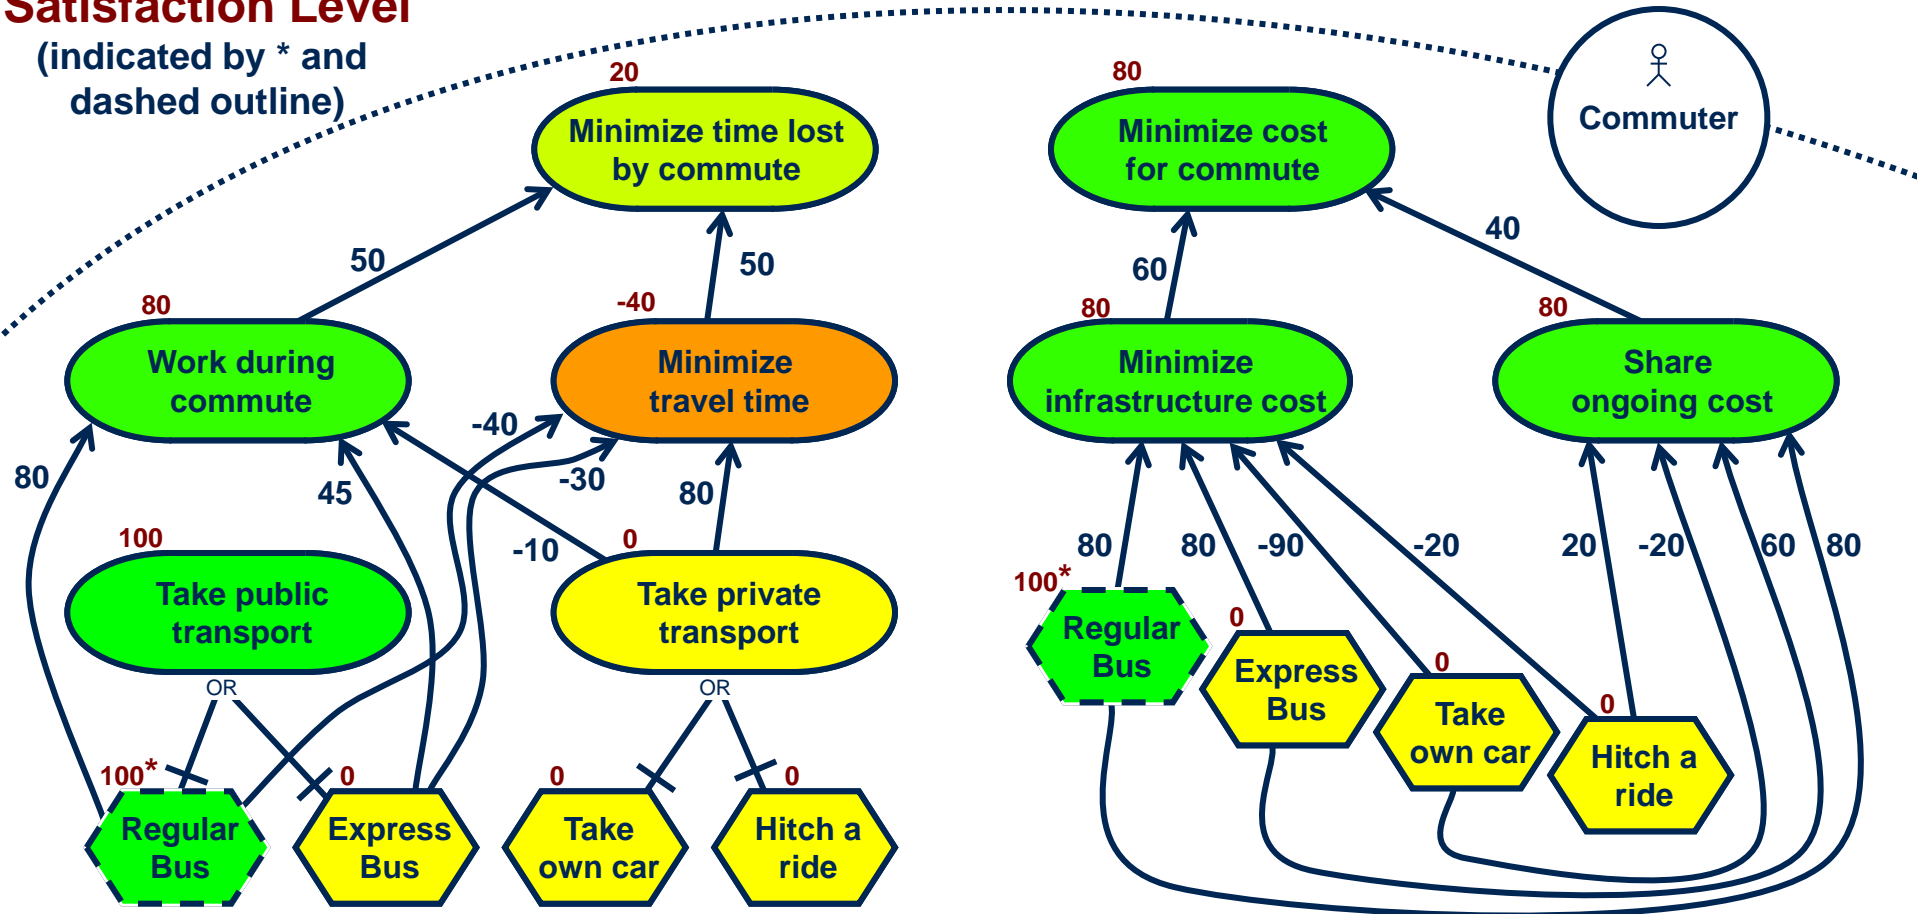 Satisfaction Level
(indicated by * and
dashed outline)
Commuter
20
Minimize time lost
by commute
80
Minimize cost
for commute
50
50
60
40
80
Work during
commute
-40
Minimize
travel time
80
Minimize
infrastructure cost
80
Share
ongoing cost
80
45
-40
-30
80
-10
80
80
-90
-20
20
-20
60
80
100
Take public
transport
0
Take private
transport
OR
OR
100*
Regular
Bus
0
Express
Bus
0
Take
own car
0
Hitch a
ride
100*
Regular
Bus
0
Express
Bus
0
Take
own car
0
Hitch a
ride